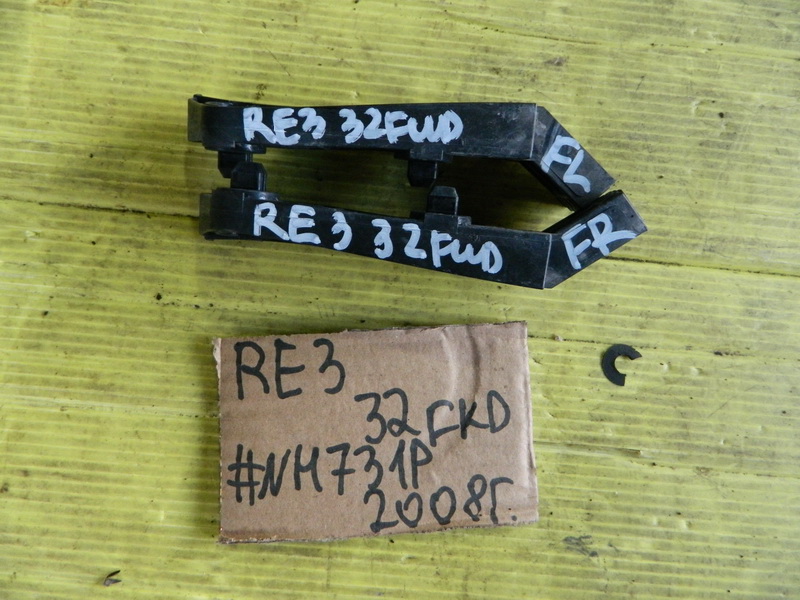 RE3 32FWD
FL
RE3 32FWD
FR
RE3
32FKD
#NH731P
2008г.